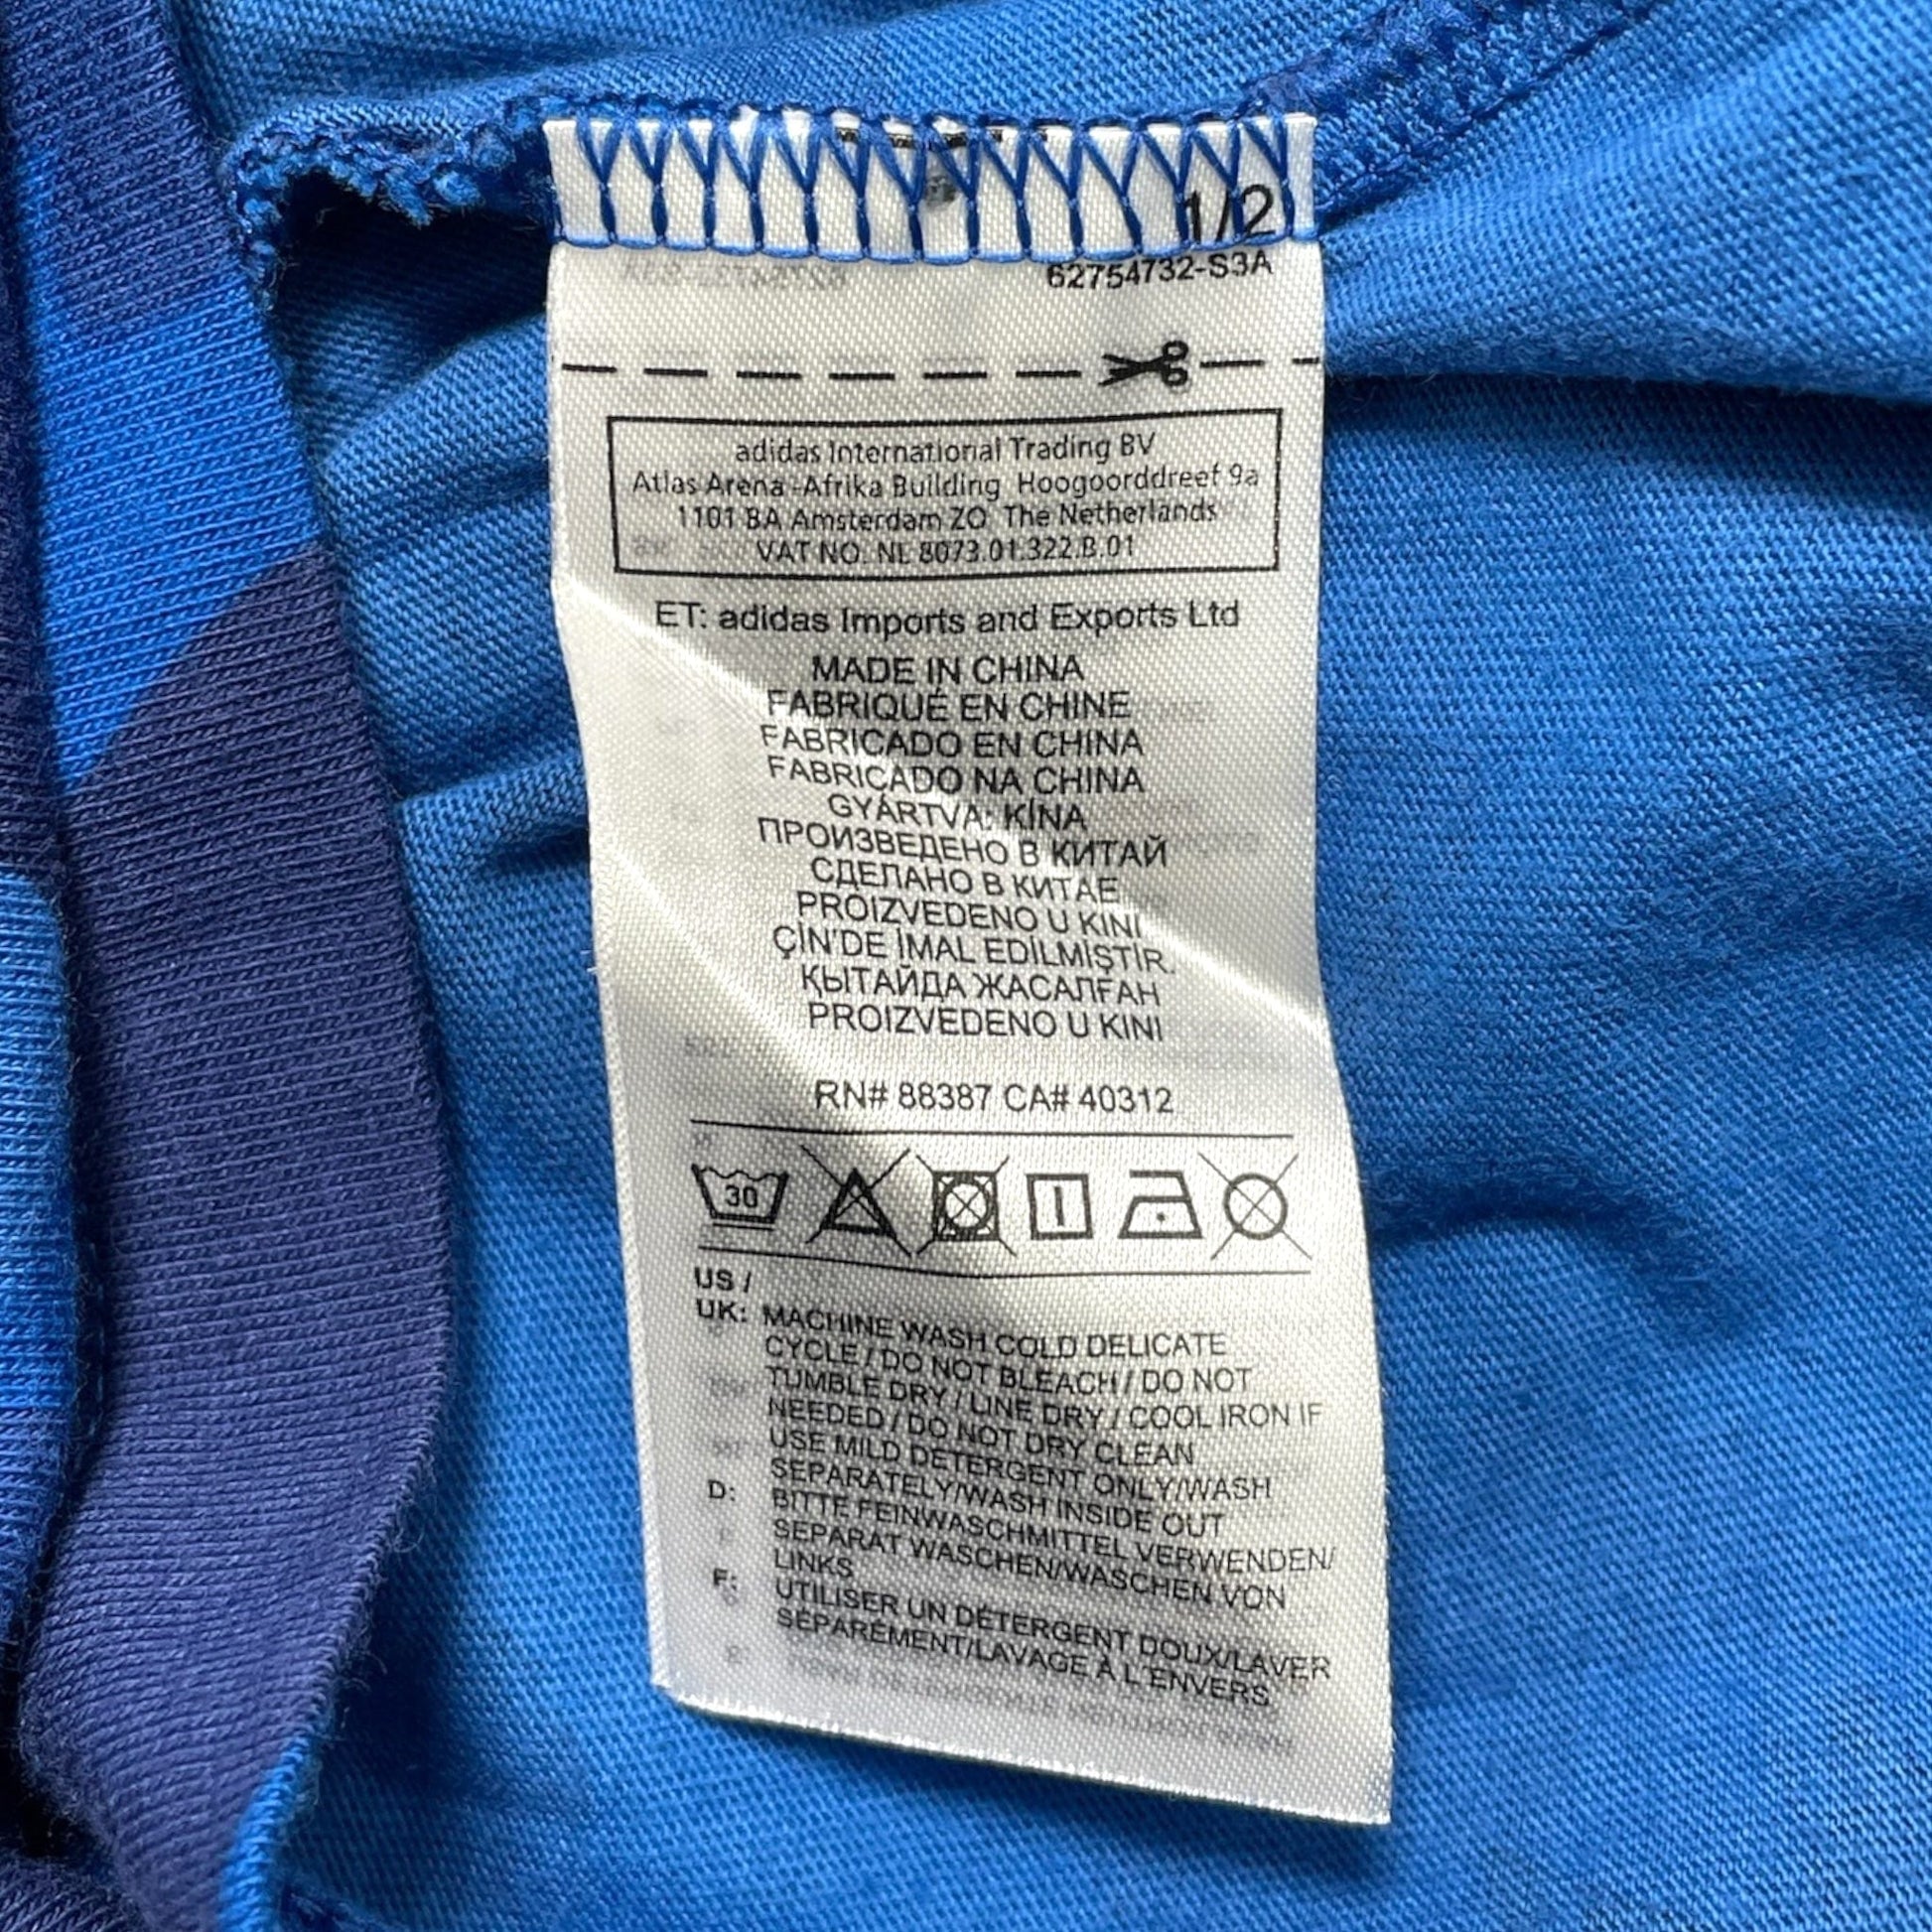 1/2
62754732-S3A
adidas International Trading BV
Atlas Arena-Afrika Building Hoogoorddreef 9a
1101 BA Amsterdam ZO The Netherlands
VAT NO. NL 8073.01.322.B.01
ET: adidas Imports and Exports Ltd
MADE IN CHINA
FABRIQUÉ EN CHINE
FABRICADO EN CHINA
FABRICADO NA CHINA
GYÁRTVA: KÍNA
ПРОИЗВЕДЕНО В КИТАЙ
СДЕЛАНО В КИТАЕ
PROIZVEDENO U KINI
ÇİN'DE İMAL EDİLMİŞTİR.
ҚЫТАЙДА ЖАСАЛҒАН
PROIZVEDENO U KINI
RN# 88387 CA# 40312
30
US /
UK: MACHINE WASH COLD DELICATE
CYCLE / DO NOT BLEACH / DO NOT
TUMBLE DRY / LINE DRY / COOL IRON IF
NEEDED / DO NOT DRY CLEAN
USE MILD DETERGENT ONLY/WASH
SEPARATELY/WASH INSIDE OUT
D: BITTE FEINWASCHMITTEL VERWENDEN/
SEPARAT WASCHEN/WASCHEN VON
LINKS
F: UTILISER UN DÉTERGENT DOUX/LAVER
SÉPARÉMENT/LAVAGE À L'ENVERS